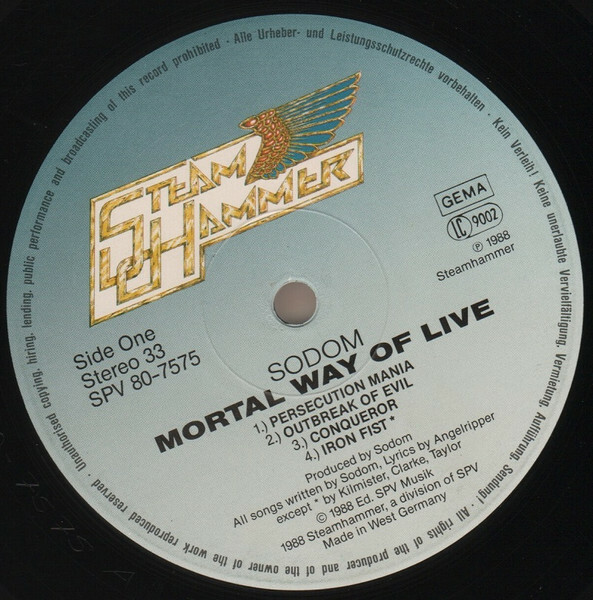 Unauthorised copying, hiring, lending, public performance and broadcasting of this record prohibited · Alle Urheber- und Leistungsschutzrechte vorbehalten · Kein Verleih! Keine unerlaubte Vervielfältigung, Vermietung, Aufführung, Sendung! · All rights of the producer and of the owner of the work reproduced reserved ·
STEAM
HAMMER
GEMA
LC 9002
℗ 1988
Steamhammer
Side One
Stereo 33
SPV 80-7575
SODOM
MORTAL WAY OF LIVE
1.) PERSECUTION MANIA
2.) OUTBREAK OF EVIL
3.) CONQUEROR
4.) IRON FIST *
Produced by Sodom
All songs written by Sodom, Lyrics by Angelripper
except * by Kilmister, Clarke, Taylor
© 1988 Ed. SPV Musik
1988 Steamhammer, a division of SPV
Made in West Germany